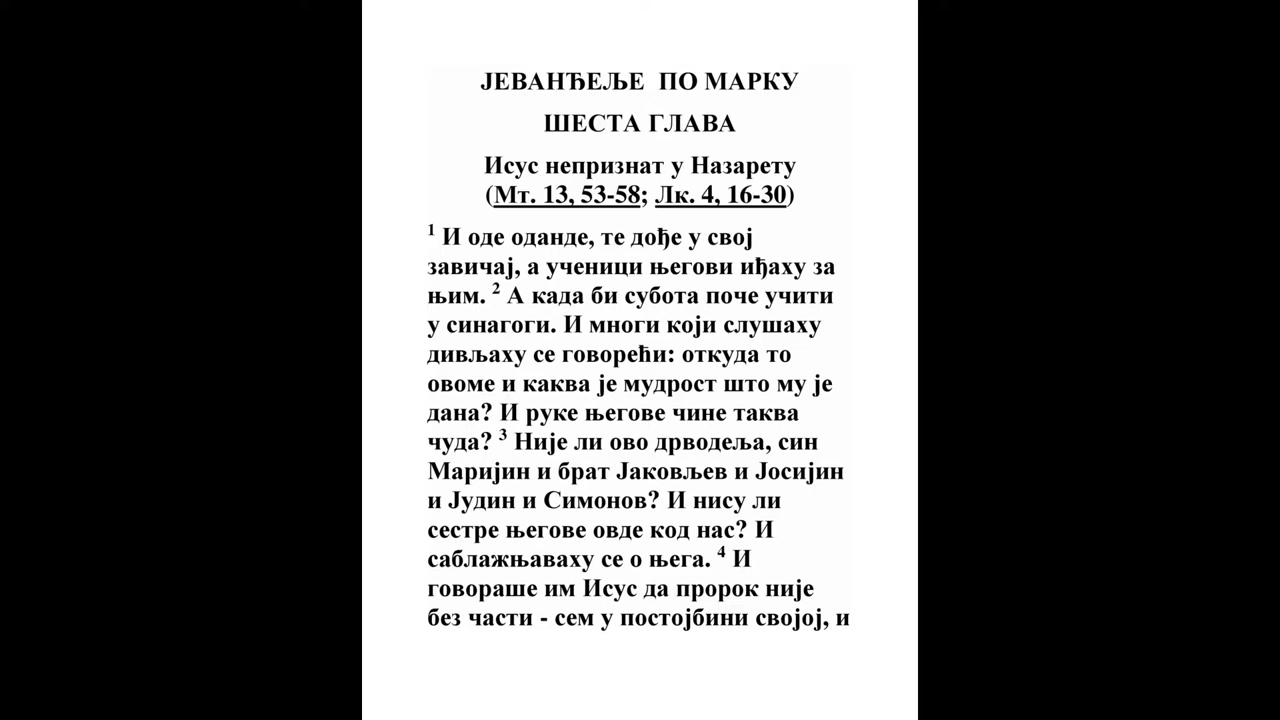 ЈЕВАНЂЕЉЕ ПО МАРКУ
ШЕСТА ГЛАВА
Исус непризнат у Назарету
(Мт. 13, 53-58; Лк. 4, 16-30)
1 И оде оданде, те дође у свој
завичај, а ученици његови иђаху за
њим. 2 А када би субота поче учити
у синагоги. И многи који слушаху
дивљаху се говорећи: откуда то
овоме и каква је мудрост што му је
дана? И руке његове чине таква
чуда? 3 Није ли ово дрводеља, син
Маријин и брат Јаковљев и Јосијин
и Јудин и Симонов? И нису ли
сестре његове овде код нас? И
саблажњаваху се о њега. 4 И
говораше им Исус да пророк није
без части - сем у постојбини својој, и